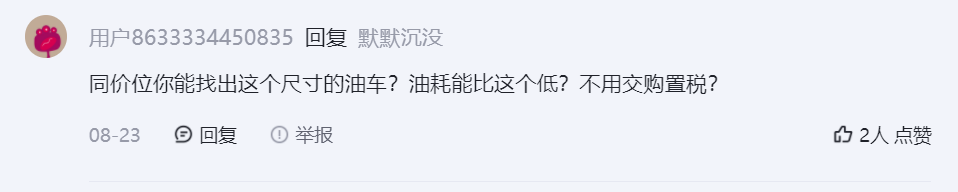 用户8633334450835 回复 默默沉没
同价位你能找出这个尺寸的油车？油耗能比这个低？不用交购置税？
08-23 回复 举报 2人 点赞